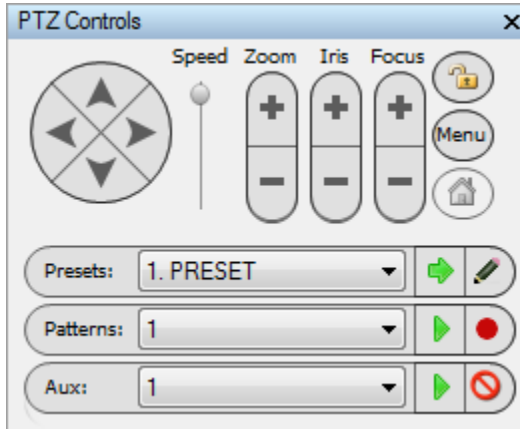 PTZ Controls
Speed Zoom Iris Focus
Menu
Presets: 1. PRESET
Patterns: 1
Aux: 1